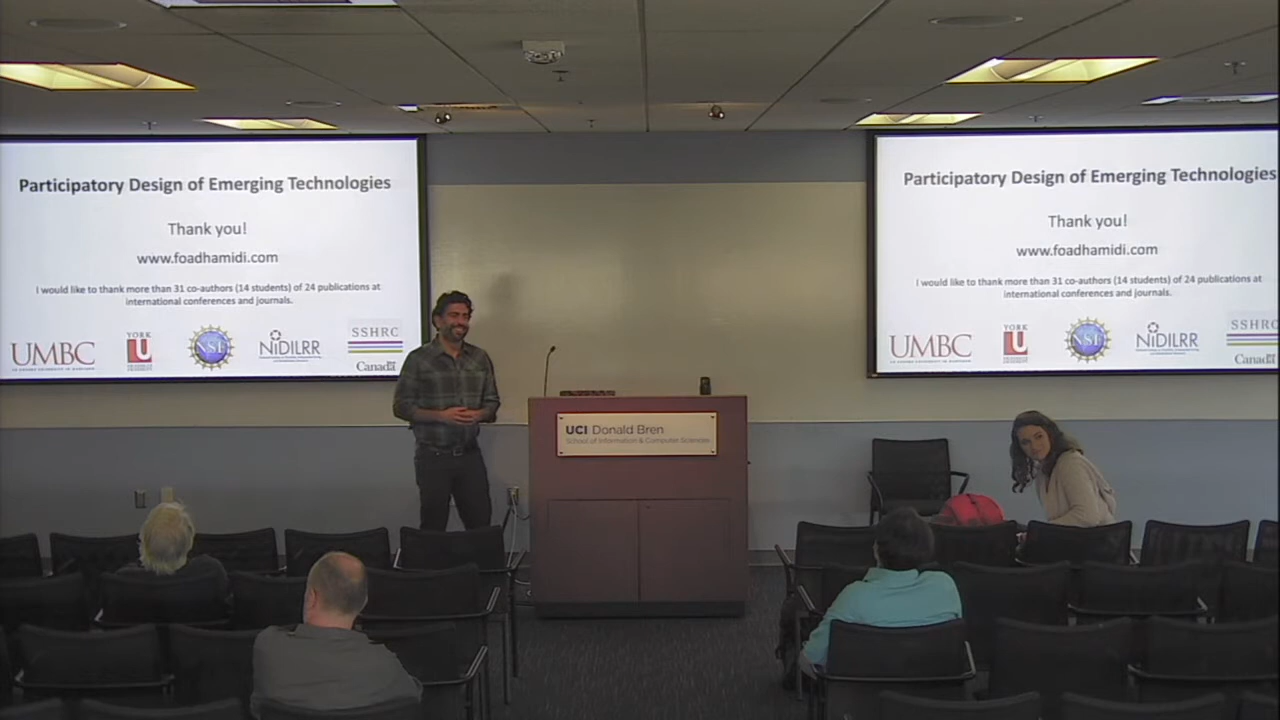 Participatory Design of Emerging Technologies
Thank you!
www.foadhamidi.com
I would like to thank more than 31 co-authors (14 students) of 24 publications at
international conferences and journals.
UMBC
YORK
U
NSF
NiDILRR
SSHRC
Canada
Participatory Design of Emerging Technologies
Thank you!
www.foadhamidi.com
I would like to thank more than 31 co-authors (14 students) of 24 publications at
international conferences and journals.
UMBC
YORK
U
NSF
NiDILRR
SSHRC
Canada
UCI Donald Bren
School of Information & Computer Sciences